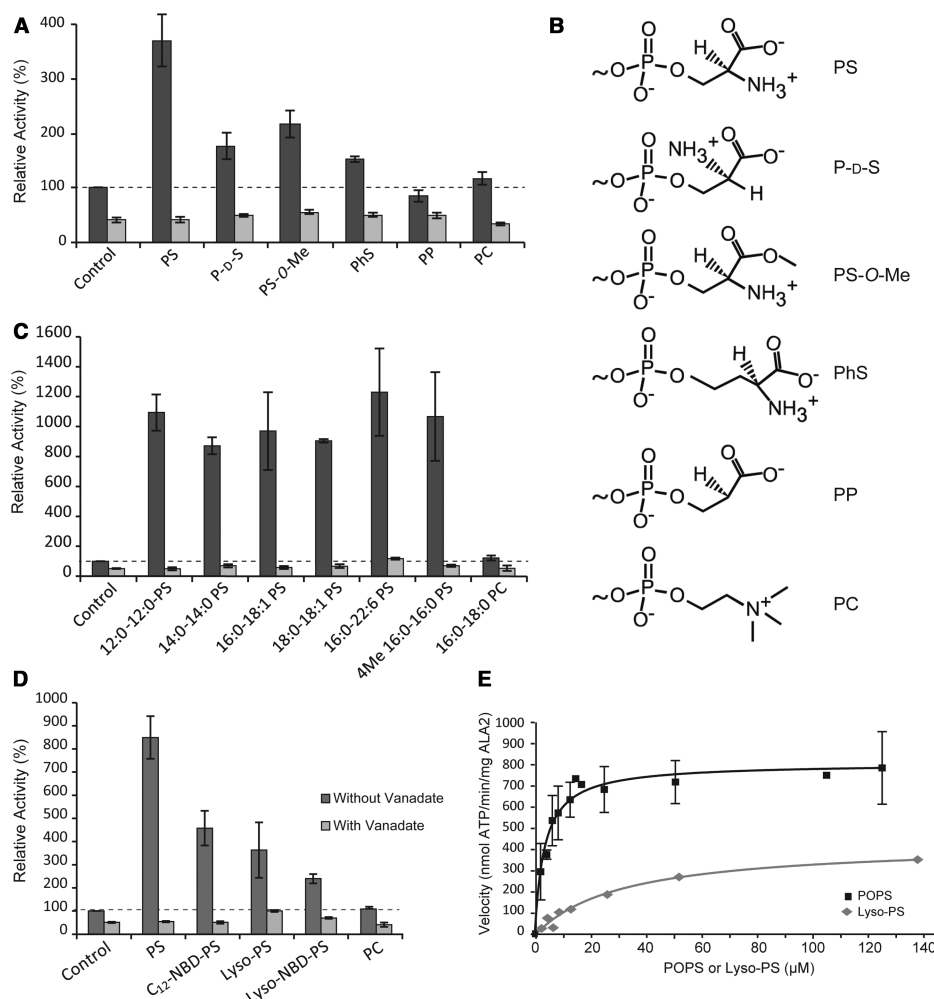 A
Relative Activity (%)
400
300
200
100
0
Control
PS
P-D-S
PS-O-Me
PhS
PP
PC
B
O
~O P O
O-
H
O
O-
NH3+
PS
O
~O P O
O-
NH3+
O
O-
H
P-D-S
O
~O P O
O-
H
O
O
NH3+
PS-O-Me
O
~O P O
O-
H
O
O-
NH3+
PhS
O
~O P O
O-
H
O
O-
PP
O
~O P O
O-
N+
PC
C
Relative Activity (%)
1600
1400
1200
1000
800
600
400
200
0
Control
12:0-12:0-PS
14:0-14:0 PS
16:0-18:1 PS
18:0-18:1 PS
16:0-22:6 PS
4Me 16:0-16:0 PS
16:0-18:0 PC
D
Relative Activity (%)
1000
900
800
700
600
500
400
300
200
100
0
Without Vanadate
With Vanadate
Control
PS
C12-NBD-PS
Lyso-PS
Lyso-NBD-PS
PC
E
Velocity (nmol ATP/min/mg ALA2)
1000
900
800
700
600
500
400
300
200
100
0
POPS
Lyso-PS
0 20 40 60 80 100 120 140
POPS or Lyso-PS (µM)